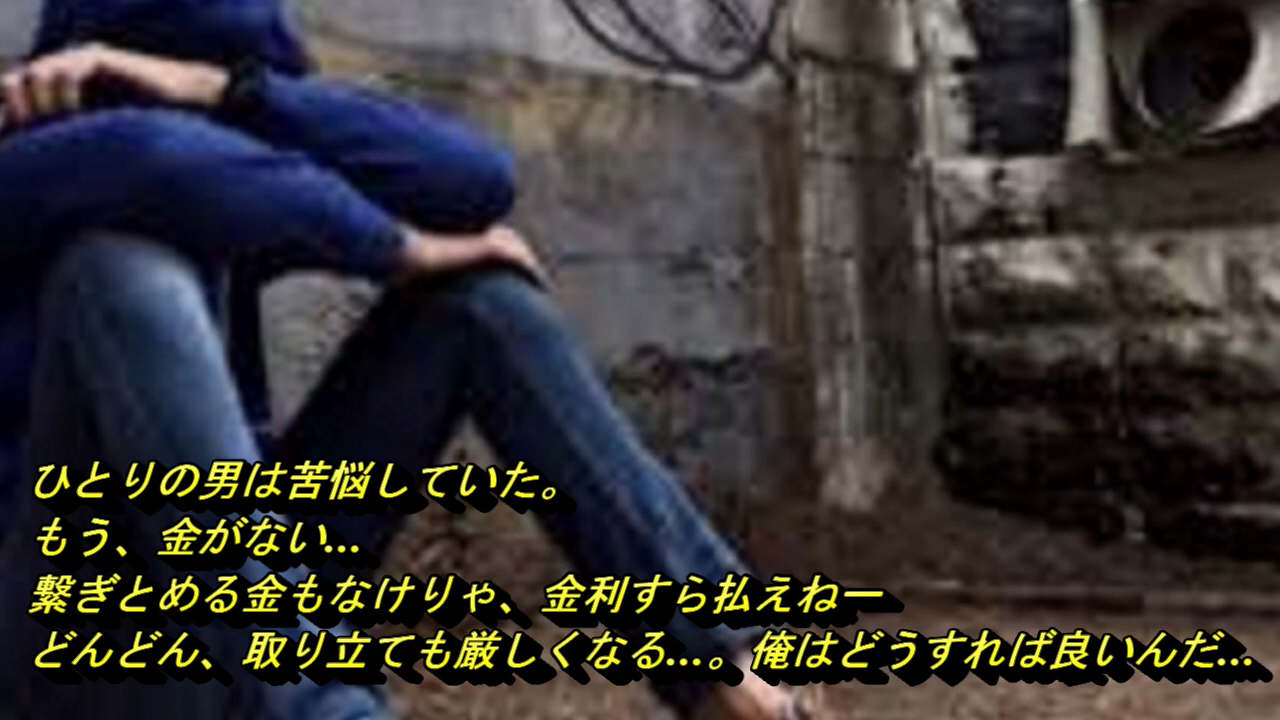 ひとりの男は苦悩していた。
もう、金がない...
繋ぎとめる金もなけりゃ、金利すら払えねー
どんどん、取り立ても厳しくなる...。俺はどうすれば良いんだ...